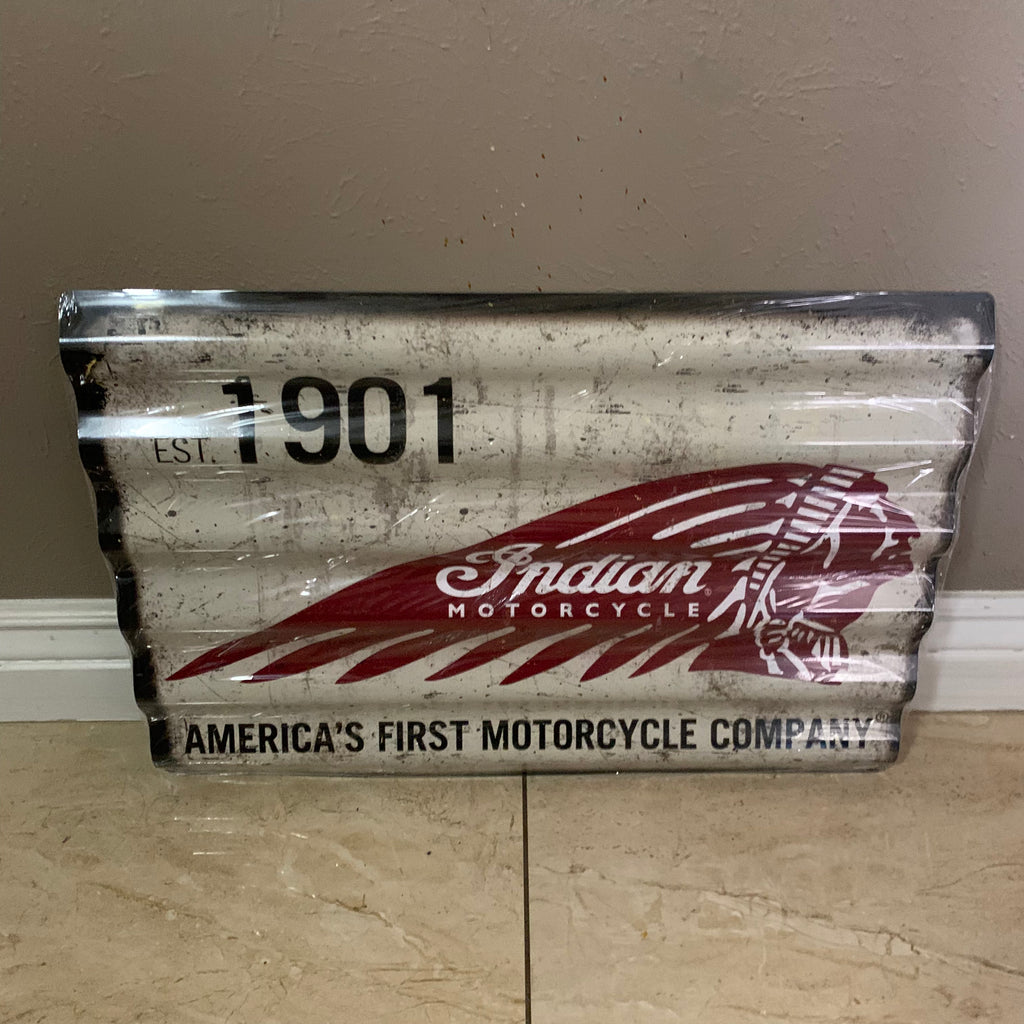 EST. 1901
Indian®
MOTORCYCLE
AMERICA'S FIRST MOTORCYCLE COMPANY®